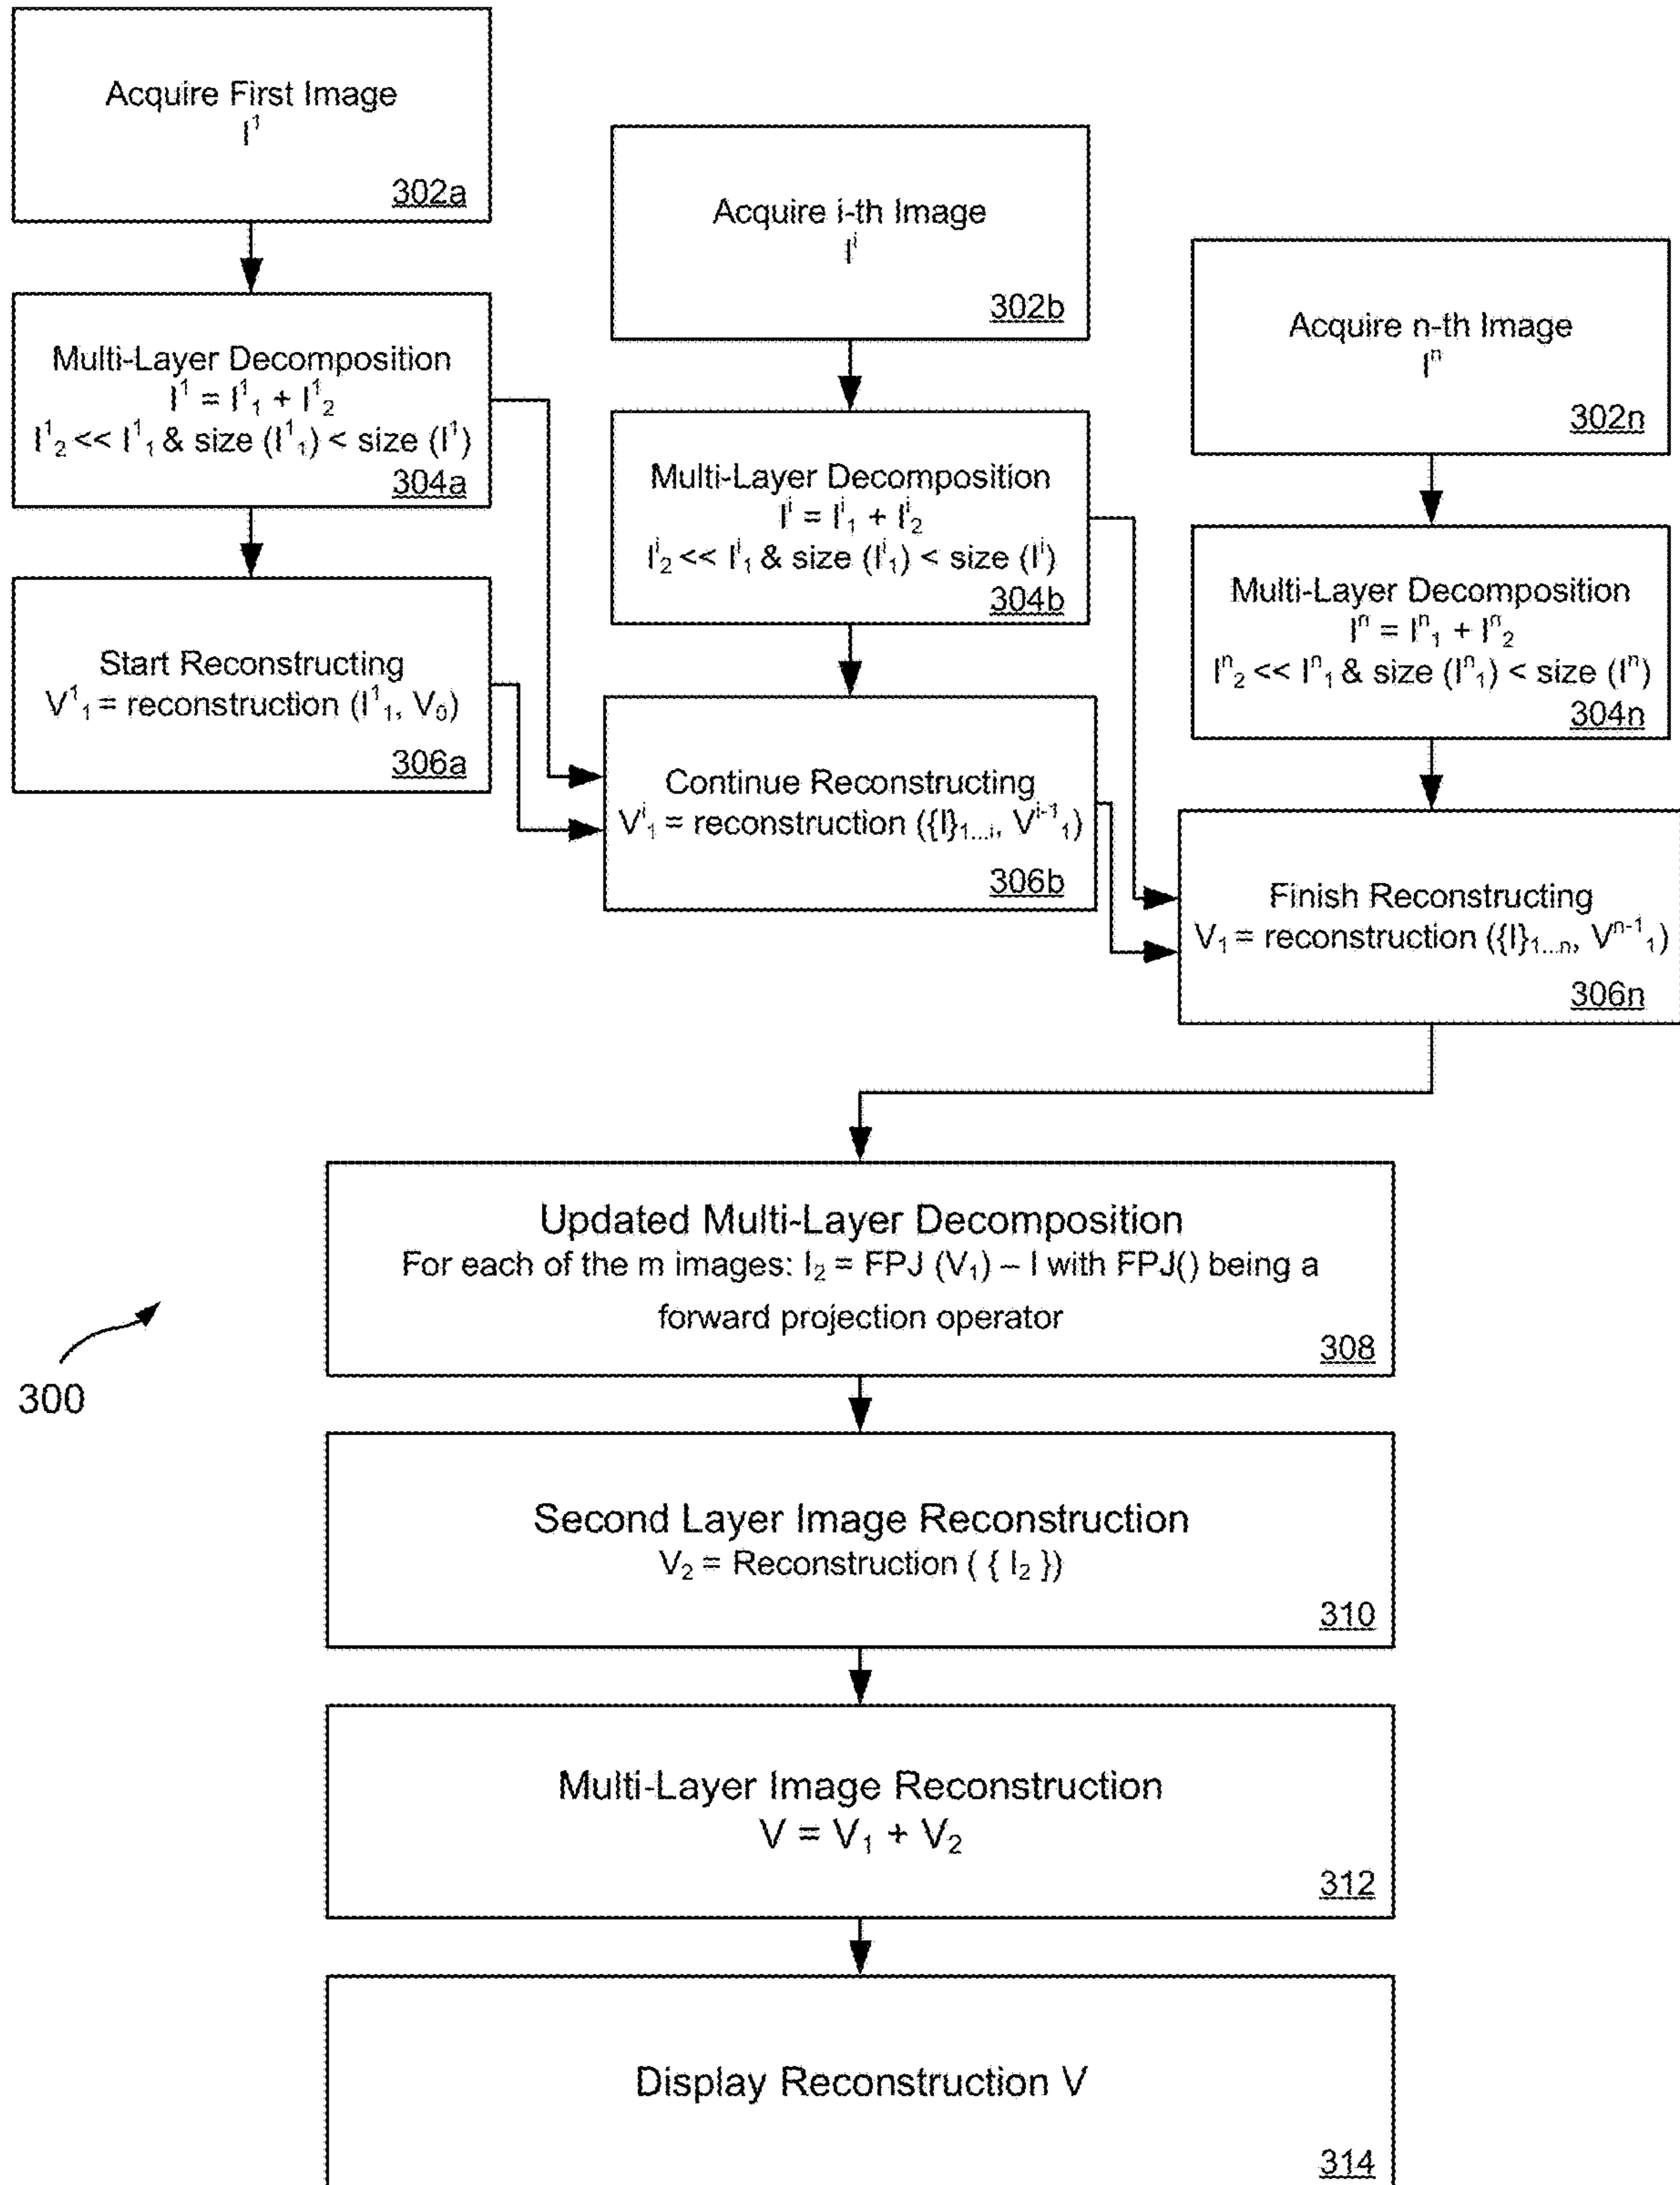 Acquire First Image
I¹
302a
Multi-Layer Decomposition
I¹ = I¹₁ + I¹₂
I¹₂ << I¹₁ & size (I¹₁) < size (I¹)
304a
Start Reconstructing
V¹₁ = reconstruction (I¹₁, V₀)
306a
Acquire i-th Image
Iⁱ
302b
Multi-Layer Decomposition
Iⁱ = Iⁱ₁ + Iⁱ₂
Iⁱ₂ << Iⁱ₁ & size (Iⁱ₁) < size (Iⁱ)
304b
Continue Reconstructing
Vⁱ₁ = reconstruction ({I}₁...ᵢ, Vⁱ⁻¹₁)
306b
Acquire n-th Image
Iⁿ
302n
Multi-Layer Decomposition
Iⁿ = Iⁿ₁ + Iⁿ₂
Iⁿ₂ << Iⁿ₁ & size (Iⁿ₁) < size (Iⁿ)
304n
Finish Reconstructing
V₁ = reconstruction ({I}₁...ₙ, Vⁿ⁻¹₁)
306n
Updated Multi-Layer Decomposition
For each of the m images: I₂ = FPJ (V₁) – I with FPJ() being a
forward projection operator
308
300
Second Layer Image Reconstruction
V₂ = Reconstruction ( { I₂ })
310
Multi-Layer Image Reconstruction
V = V₁ + V₂
312
Display Reconstruction V
314